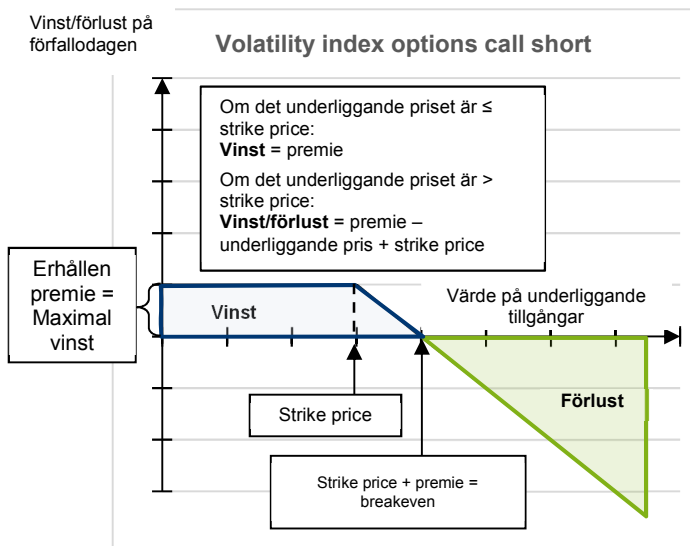 Vinst/förlust på
förfallodagen
Volatility index options call short
Om det underliggande priset är ≤
strike price:
Vinst = premie
Om det underliggande priset är >
strike price:
Vinst/förlust = premie –
underliggande pris + strike price
Erhållen
premie =
Maximal
vinst
Vinst
Värde på underliggande
tillgångar
Förlust
Strike price
Strike price + premie =
breakeven